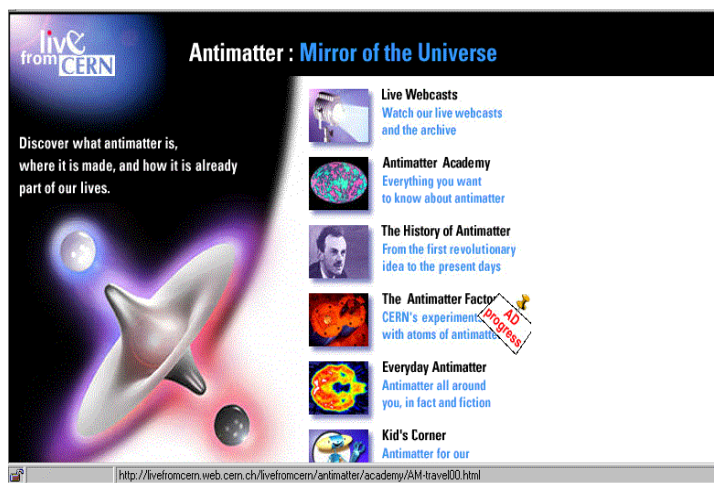 live
from CERN
Antimatter : Mirror of the Universe
Discover what antimatter is,
where it is made, and how it is already
part of our lives.
Live Webcasts
Watch our live webcasts
and the archive
Antimatter Academy
Everything you want
to know about antimatter
The History of Antimatter
From the first revolutionary
idea to the present days
The Antimatter
CERN's experiments
with atoms of
AD
progress
Everyday Antimatter
Antimatter all around
you, in fact and fiction
Kid's Corner
Antimatter for our
http://livefromcern.web.cern.ch/livefromcern/antimatter/academy/AM-travel00.html